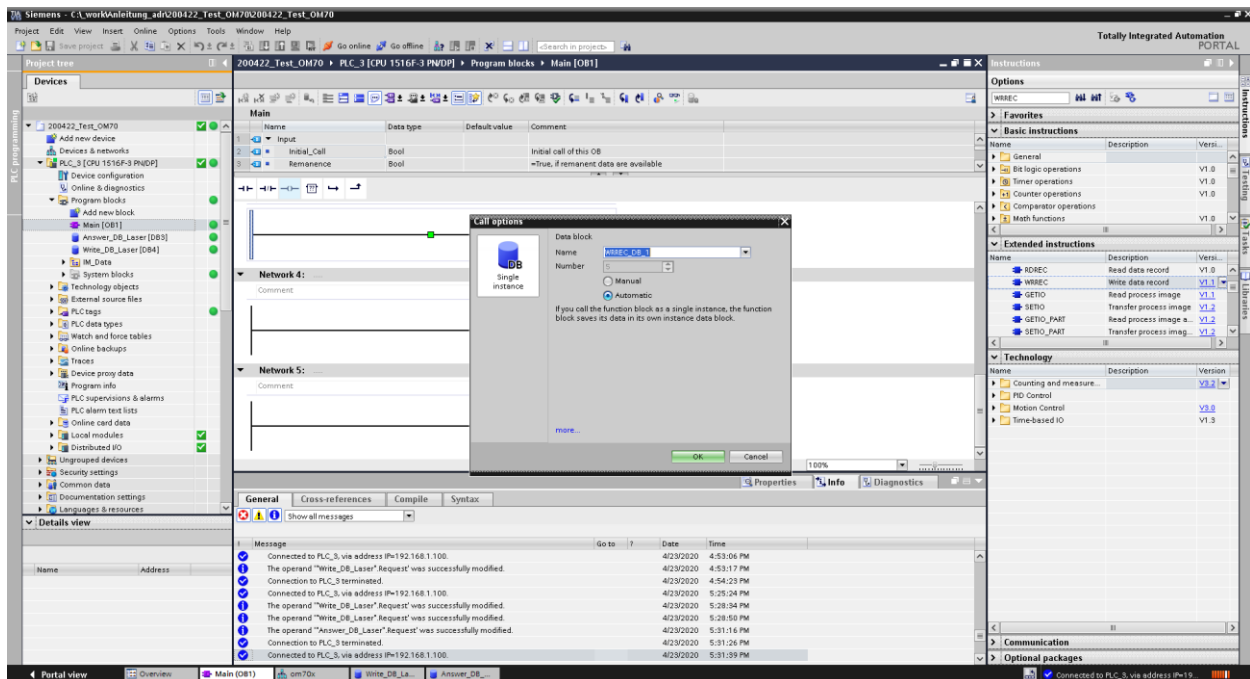 Siemens - C:\_work\Anleitung_adr\200422_Test_OM70\200422_Test_OM70
Project Edit View Insert Online Options Tools Window Help
Totally Integrated Automation
PORTAL
Save project
Go online
Go offline
<Search in project>
Project tree
200422_Test_OM70 ▸ PLC_3 [CPU 1516F-3 PN/DP] ▸ Program blocks ▸ Main [OB1]
Instructions
PLC programming
Devices
200422_Test_OM70
Add new device
Devices & networks
PLC_3 [CPU 1516F-3 PN/DP]
Device configuration
Online & diagnostics
Program blocks
Add new block
Main [OB1]
Answer_DB_Laser [DB3]
Write_DB_Laser [DB4]
IM_Data
System blocks
Technology objects
External source files
PLC tags
PLC data types
Watch and force tables
Online backups
Traces
Device proxy data
Program info
PLC supervisions & alarms
PLC alarm text lists
Online card data
Local modules
Distributed I/O
Ungrouped devices
Security settings
Common data
Documentation settings
Languages & resources
Details view
Name Address
Main
Name Data type Default value Comment
1 Input
2 Initial_Call Bool Initial call of this OB
3 Remanence Bool =True, if remanent data are available
Network 4: .....
Comment
Network 5: .....
Comment
100%
Call options
DB
Single
instance
Data block
Name WRREC_DB_1
Number 5
Manual
Automatic
If you call the function block as a single instance, the function
block saves its data in its own instance data block.
more...
OK Cancel
Properties Info Diagnostics
General Cross-references Compile Syntax
Show all messages
! Message Go to ? Date Time
Connected to PLC_3, via address IP=192.168.1.100. 4/23/2020 4:53:06 PM
The operand '"Write_DB_Laser".Request' was successfully modified. 4/23/2020 4:53:17 PM
Connection to PLC_3 terminated. 4/23/2020 4:54:23 PM
Connected to PLC_3, via address IP=192.168.1.100. 4/23/2020 5:25:24 PM
The operand '"Write_DB_Laser".Request' was successfully modified. 4/23/2020 5:28:34 PM
The operand '"Write_DB_Laser".Request' was successfully modified. 4/23/2020 5:28:50 PM
The operand '"Answer_DB_Laser".Request' was successfully modified. 4/23/2020 5:31:16 PM
Connection to PLC_3 terminated. 4/23/2020 5:31:26 PM
Connected to PLC_3, via address IP=192.168.1.100. 4/23/2020 5:31:39 PM
Options
WRREC
Favorites
Basic instructions
Name Description Versi...
General
Bit logic operations V1.0
Timer operations V1.0
Counter operations V1.0
Comparator operations
Math functions V1.0
Extended instructions
Name Description Versi...
RDREC Read data record V1.0
WRREC Write data record V1.1
GETIO Read process image V1.1
SETIO Transfer process image V1.2
GETIO_PART Read process image a... V1.2
SETIO_PART Transfer process imag... V1.2
Technology
Name Description Version
Counting and measure... V3.2
PID Control
Motion Control V3.0
Time-based IO V1.3
Communication
Optional packages
Instructions
Testing
Tasks
Libraries
Portal view
Overview
Main (OB1)
om70x
Write_DB_La...
Answer_DB_...
Connected to PLC_3, via address IP=19...